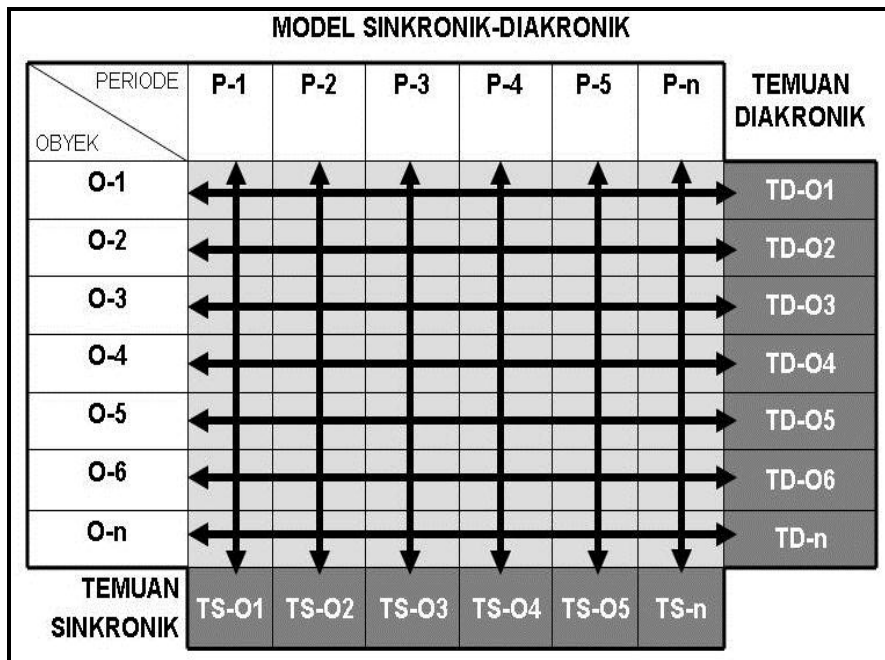 MODEL SINKRONIK-DIAKRONIK
PERIODE P-1 P-2 P-3 P-4 P-5 P-n TEMUAN
DIAKRONIK
OBYEK
O-1 TD-O1
O-2 TD-O2
O-3 TD-O3
O-4 TD-O4
O-5 TD-O5
O-6 TD-O6
O-n TD-n
TEMUAN
SINKRONIK TS-O1 TS-O2 TS-O3 TS-O4 TS-O5 TS-n